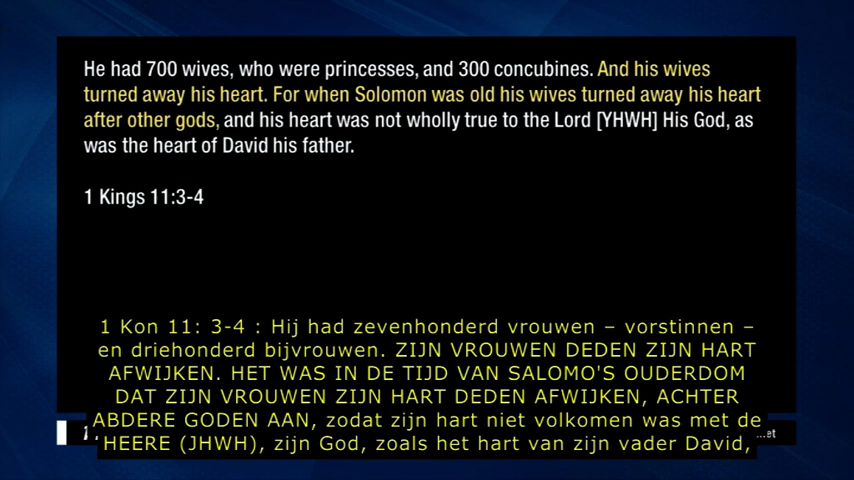 He had 700 wives, who were princesses, and 300 concubines. And his wives
turned away his heart. For when Solomon was old his wives turned away his heart
after other gods, and his heart was not wholly true to the Lord [YHWH] His God, as
was the heart of David his father.
1 Kings 11:3-4
1 Kon 11: 3-4 : Hij had zevenhonderd vrouwen – vorstinnen –
en driehonderd bijvrouwen. ZIJN VROUWEN DEDEN ZIJN HART
AFWIJKEN. HET WAS IN DE TIJD VAN SALOMO'S OUDERDOM
DAT ZIJN VROUWEN ZIJN HART DEDEN AFWIJKEN, ACHTER
ABDERE GODEN AAN, zodat zijn hart niet volkomen was met de
HEERE (JHWH), zijn God, zoals het hart van zijn vader David,